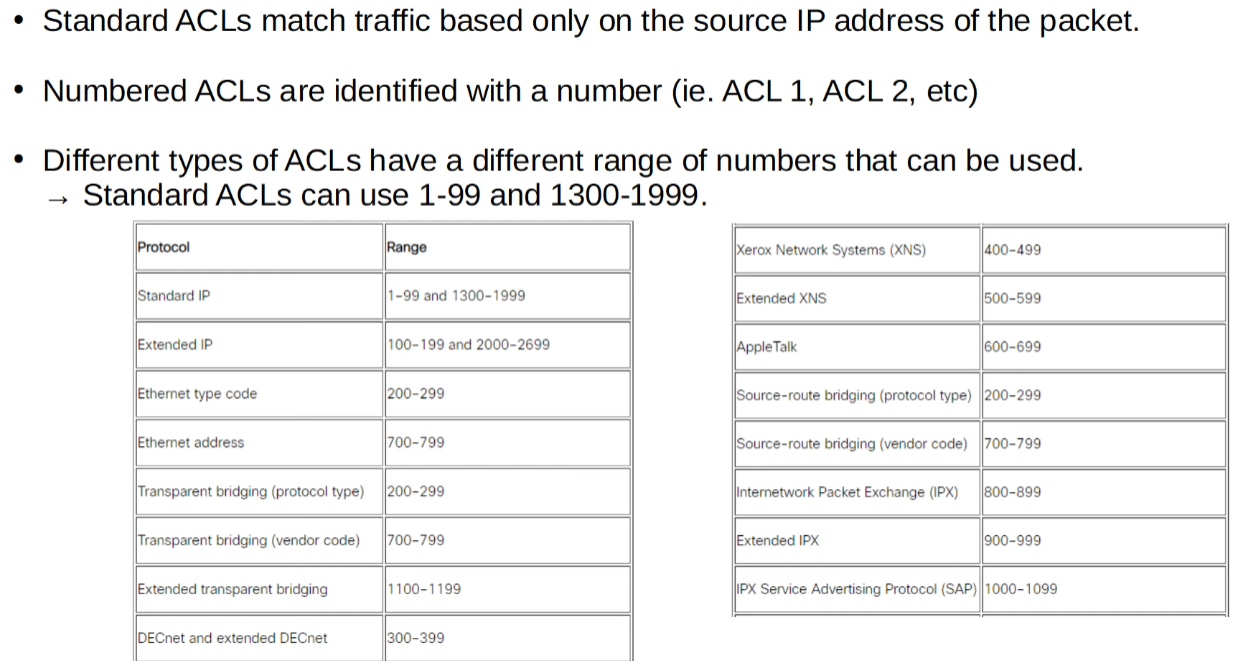 • Standard ACLs match traffic based only on the source IP address of the packet.
• Numbered ACLs are identified with a number (ie. ACL 1, ACL 2, etc)
• Different types of ACLs have a different range of numbers that can be used.
→ Standard ACLs can use 1-99 and 1300-1999.
Protocol Range
Standard IP 1–99 and 1300–1999
Extended IP 100–199 and 2000–2699
Ethernet type code 200–299
Ethernet address 700–799
Transparent bridging (protocol type) 200–299
Transparent bridging (vendor code) 700–799
Extended transparent bridging 1100–1199
DECnet and extended DECnet 300–399
Xerox Network Systems (XNS) 400–499
Extended XNS 500–599
AppleTalk 600–699
Source-route bridging (protocol type) 200–299
Source-route bridging (vendor code) 700–799
Internetwork Packet Exchange (IPX) 800–899
Extended IPX 900–999
IPX Service Advertising Protocol (SAP) 1000–1099